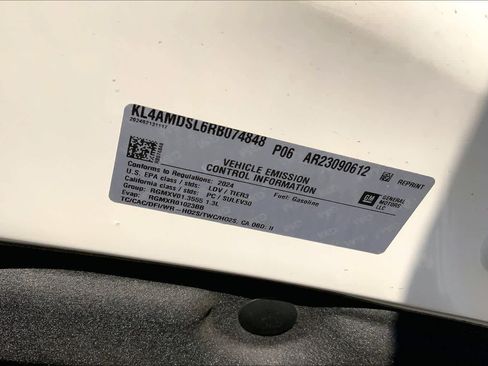 KL4AMDSL6RB074848 P06 AR23090612
VEHICLE EMISSION
CONTROL INFORMATION
REPRINT
Conforms to regulations: 2024
U.S. EPA class / stds: LDV / TIER3
Fuel: Gasoline
California class / stds: PC / SULEV30
Group: RGMXV01.3555 1.3L
Evap: RGMXR01023BB
TC/CAC/DFI/WR-HO2S/TWC/HO2S, CA OBD: II
GM
GENERAL
MOTORS
LLC